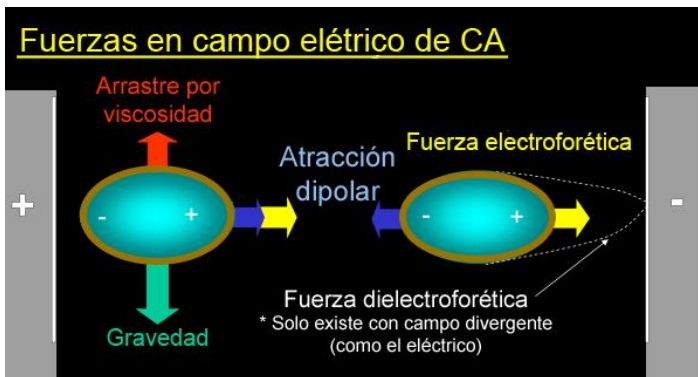 Fuerzas en campo elétrico de CA
Arrastre por
viscosidad
Atracción
dipolar
Fuerza electroforética
+
-
+
-
+
-
Gravedad
Fuerza dielectroforética
* Solo existe con campo divergente
(como el eléctrico)